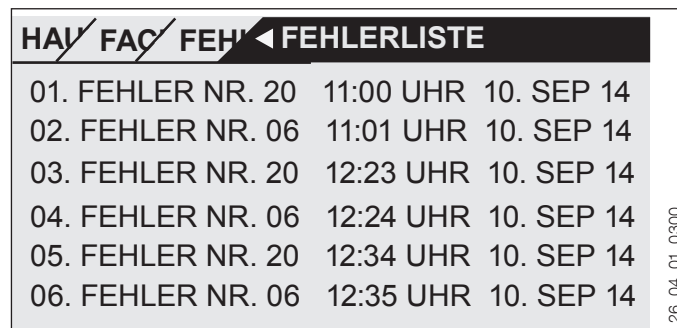 HAU FAC FEH FEHLERLISTE
01. FEHLER NR. 20 11:00 UHR 10. SEP 14
02. FEHLER NR. 06 11:01 UHR 10. SEP 14
03. FEHLER NR. 20 12:23 UHR 10. SEP 14
04. FEHLER NR. 06 12:24 UHR 10. SEP 14
05. FEHLER NR. 20 12:34 UHR 10. SEP 14
06. FEHLER NR. 06 12:35 UHR 10. SEP 14
26_04_01_0300